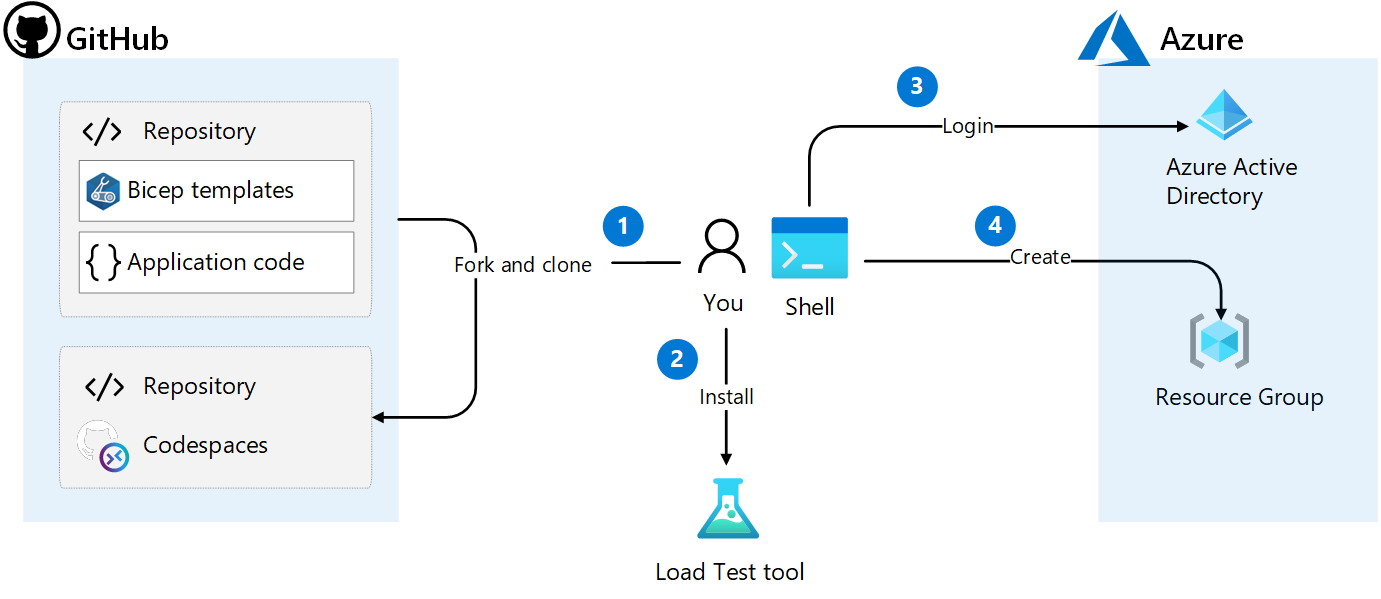 GitHub
Repository
Bicep templates
{ } Application code
Repository
Codespaces
1
Fork and clone
You
Shell
2
Install
Load Test tool
3
Login
4
Create
Azure
Azure Active
Directory
Resource Group